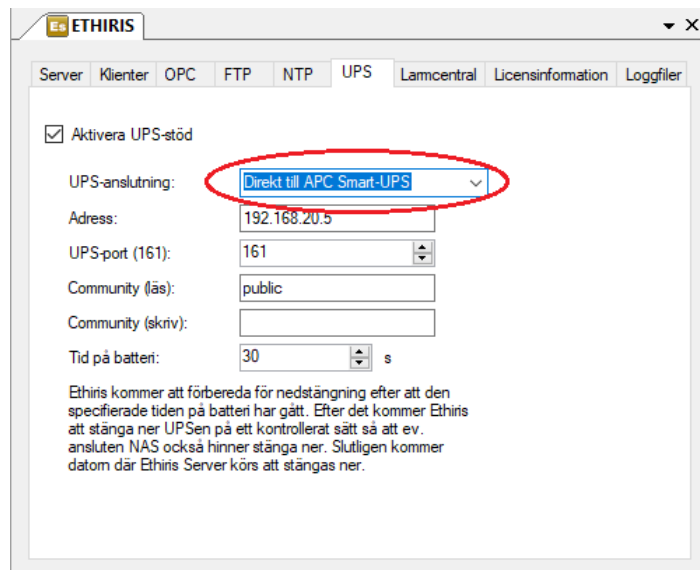 Es ETHIRIS
Server Klienter OPC FTP NTP UPS Larmcentral Licensinformation Loggfiler
Aktivera UPS-stöd
UPS-anslutning: Direkt till APC Smart-UPS
Adress: 192.168.20.5
UPS-port (161): 161
Community (läs): public
Community (skriv):
Tid på batteri: 30 s
Ethiris kommer att förbereda för nedstängning efter att den
specifierade tiden på batteri har gått. Efter det kommer Ethiris
att stänga ner UPSen på ett kontrollerat sätt så att ev.
ansluten NAS också hinner stänga ner. Slutligen kommer
datorn där Ethiris Server körs att stängas ner.